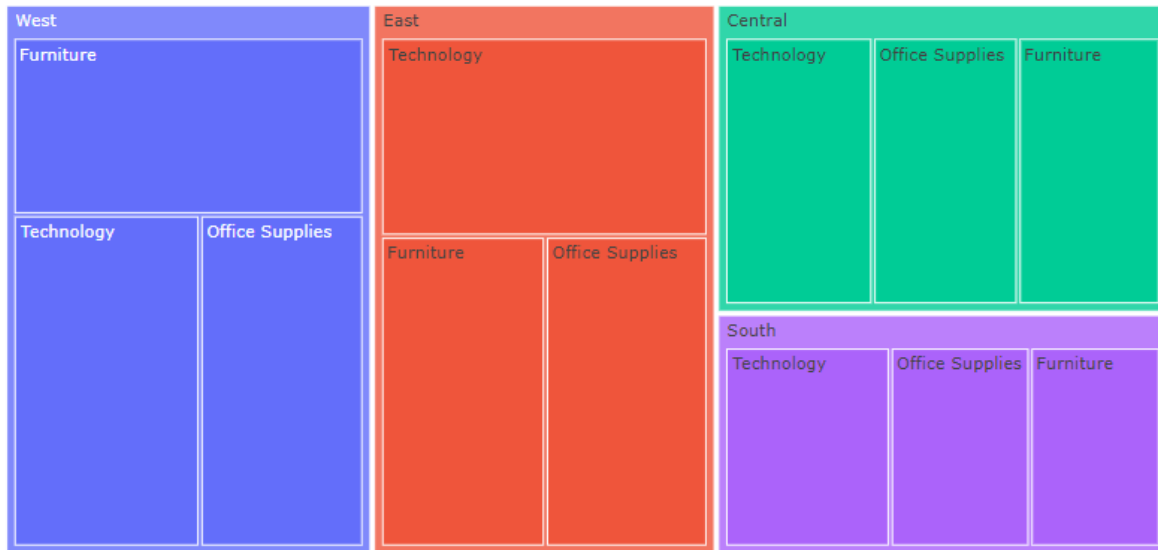 West
Furniture
Technology
Office Supplies
East
Technology
Furniture
Office Supplies
Central
Technology
Office Supplies
Furniture
South
Technology
Office Supplies
Furniture